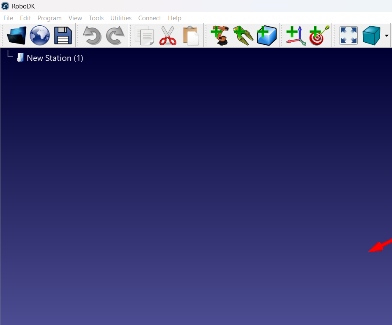 RoboDK
File Edit Program View Tools Utilities Connect Help
New Station (1)